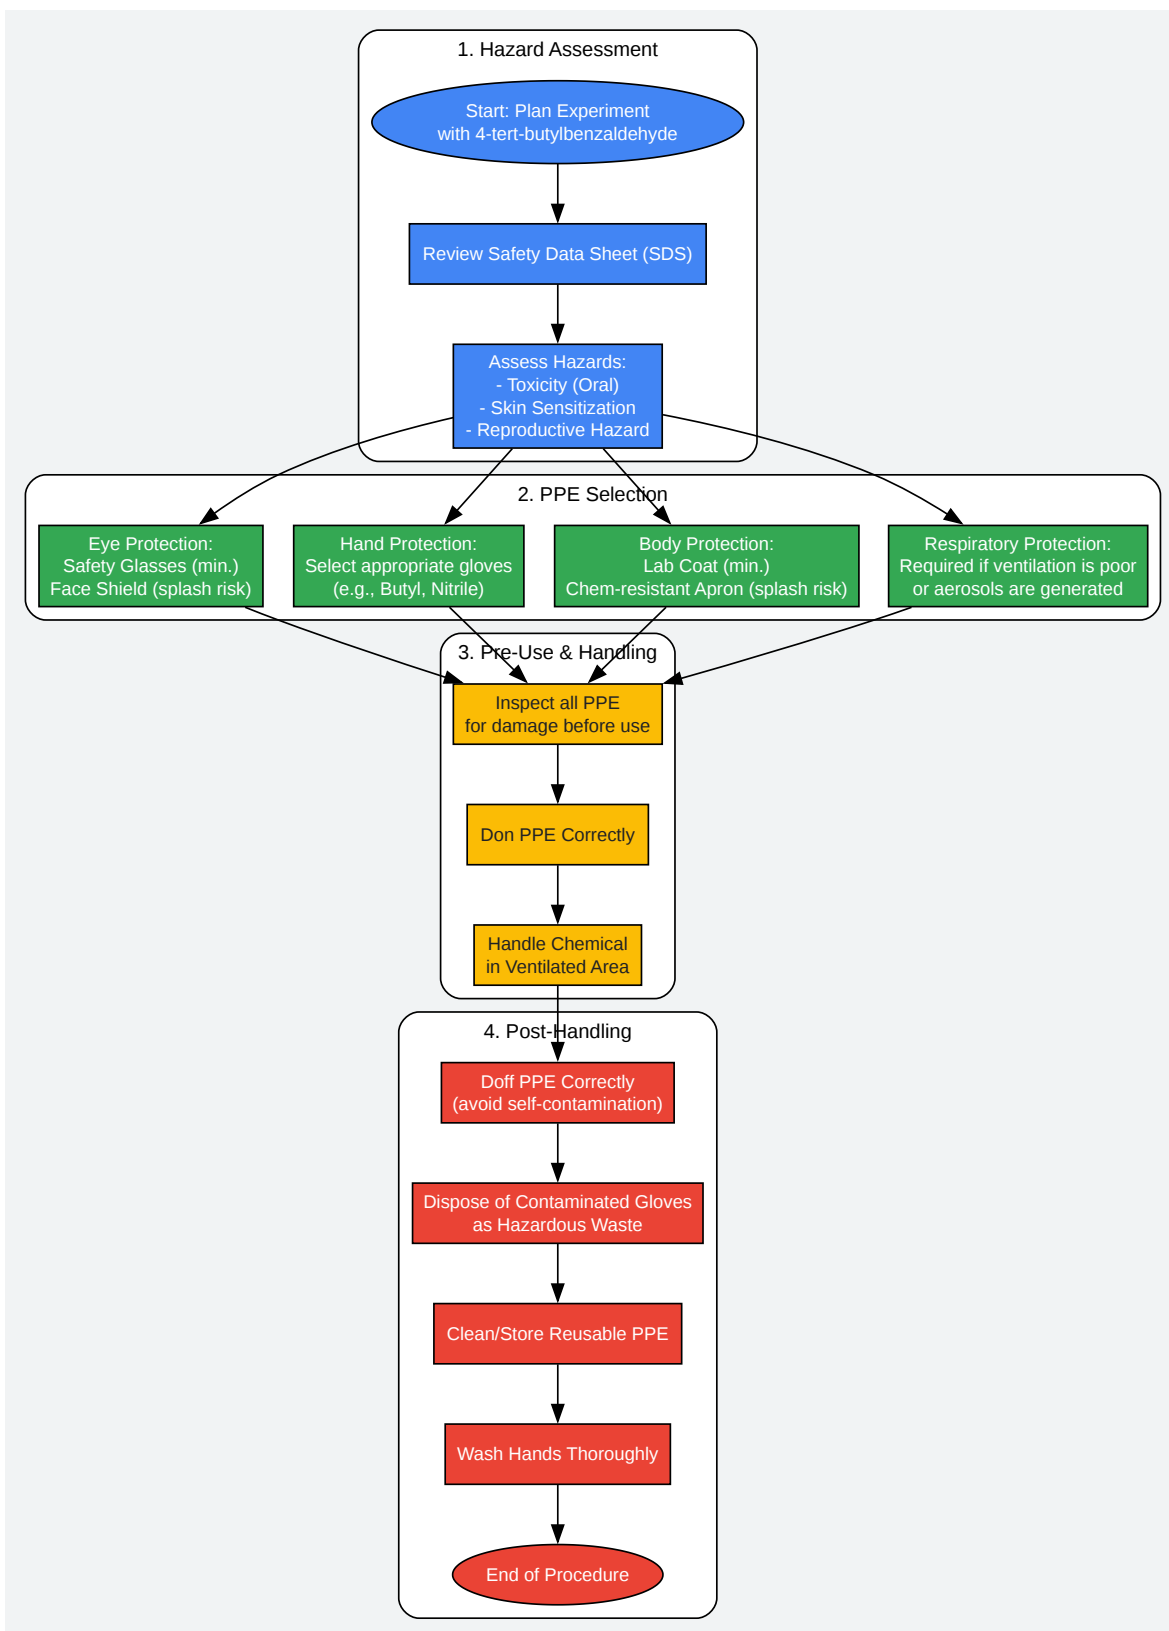 1. Hazard Assessment
Start: Plan Experiment
with 4-tert-butylbenzaldehyde
Review Safety Data Sheet (SDS)
Assess Hazards:
- Toxicity (Oral)
- Skin Sensitization
- Reproductive Hazard
2. PPE Selection
Eye Protection:
Safety Glasses (min.)
Face Shield (splash risk)
Hand Protection:
Select appropriate gloves
(e.g., Butyl, Nitrile)
Body Protection:
Lab Coat (min.)
Chem-resistant Apron (splash risk)
Respiratory Protection:
Required if ventilation is poor
or aerosols are generated
3. Pre-Use & Handling
Inspect all PPE
for damage before use
Don PPE Correctly
Handle Chemical
in Ventilated Area
4. Post-Handling
Doff PPE Correctly
(avoid self-contamination)
Dispose of Contaminated Gloves
as Hazardous Waste
Clean/Store Reusable PPE
Wash Hands Thoroughly
End of Procedure